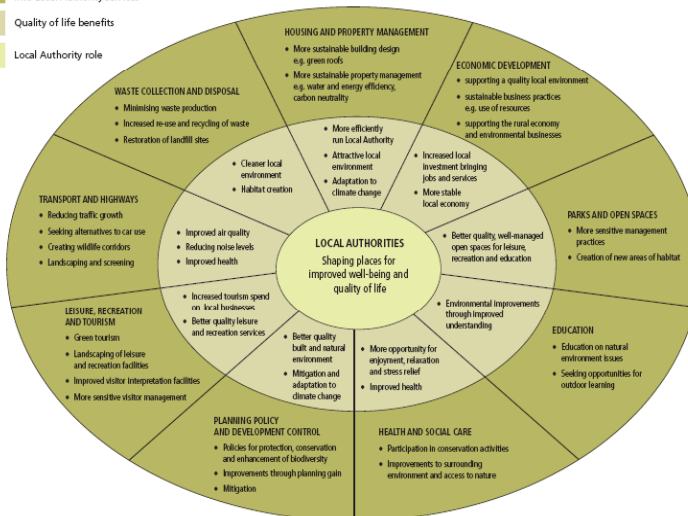 Quality of life benefits
Local Authority role
HOUSING AND PROPERTY MANAGEMENT
• More sustainable building design
e.g. green roofs
• More sustainable property management
e.g. water and energy efficiency,
carbon neutrality
ECONOMIC DEVELOPMENT
• supporting a quality local environment
• sustainable business practices
e.g. use of resources
• supporting the rural economy
and environmental businesses
WASTE COLLECTION AND DISPOSAL
• Minimising waste production
• Increased re-use and recycling of waste
• Restoration of landfill sites
• More efficiently
run Local Authority
• Attractive local
environment
• Adaptation to
climate change
• Cleaner local
environment
• Habitat creation
• Increased local
investment bringing
jobs and services
• More stable
local economy
TRANSPORT AND HIGHWAYS
• Reducing traffic growth
• Seeking alternatives to car use
• Creating wildlife corridors
• Landscaping and screening
• Improved air quality
• Reducing noise levels
• Improved health
LOCAL AUTHORITIES
Shaping places for
improved well-being and
quality of life
• Better quality, well-managed
open spaces for leisure,
recreation and education
PARKS AND OPEN SPACES
• More sensitive management
practices
• Creation of new areas of habitat
LEISURE, RECREATION
AND TOURISM
• Green tourism
• Landscaping of leisure
and recreation facilities
• Improved visitor interpretation facilities
• More sensitive visitor management
• Increased tourism spend
on local businesses
• Better quality leisure
and recreation services
• Better quality
built and natural
environment
• Mitigation and
adaptation to
climate change
• More opportunity for
enjoyment, relaxation
and stress relief
• Improved health
• Environmental improvements
through improved
understanding
EDUCATION
• Education on natural
environment issues
• Seeking opportunities for
outdoor learning
PLANNING POLICY
AND DEVELOPMENT CONTROL
• Policies for protection, conservation
and enhancement of biodiversity
• Improvements through planning gain
• Mitigation
HEALTH AND SOCIAL CARE
• Participation in conservation activities
• Improvements to surrounding
environment and access to nature